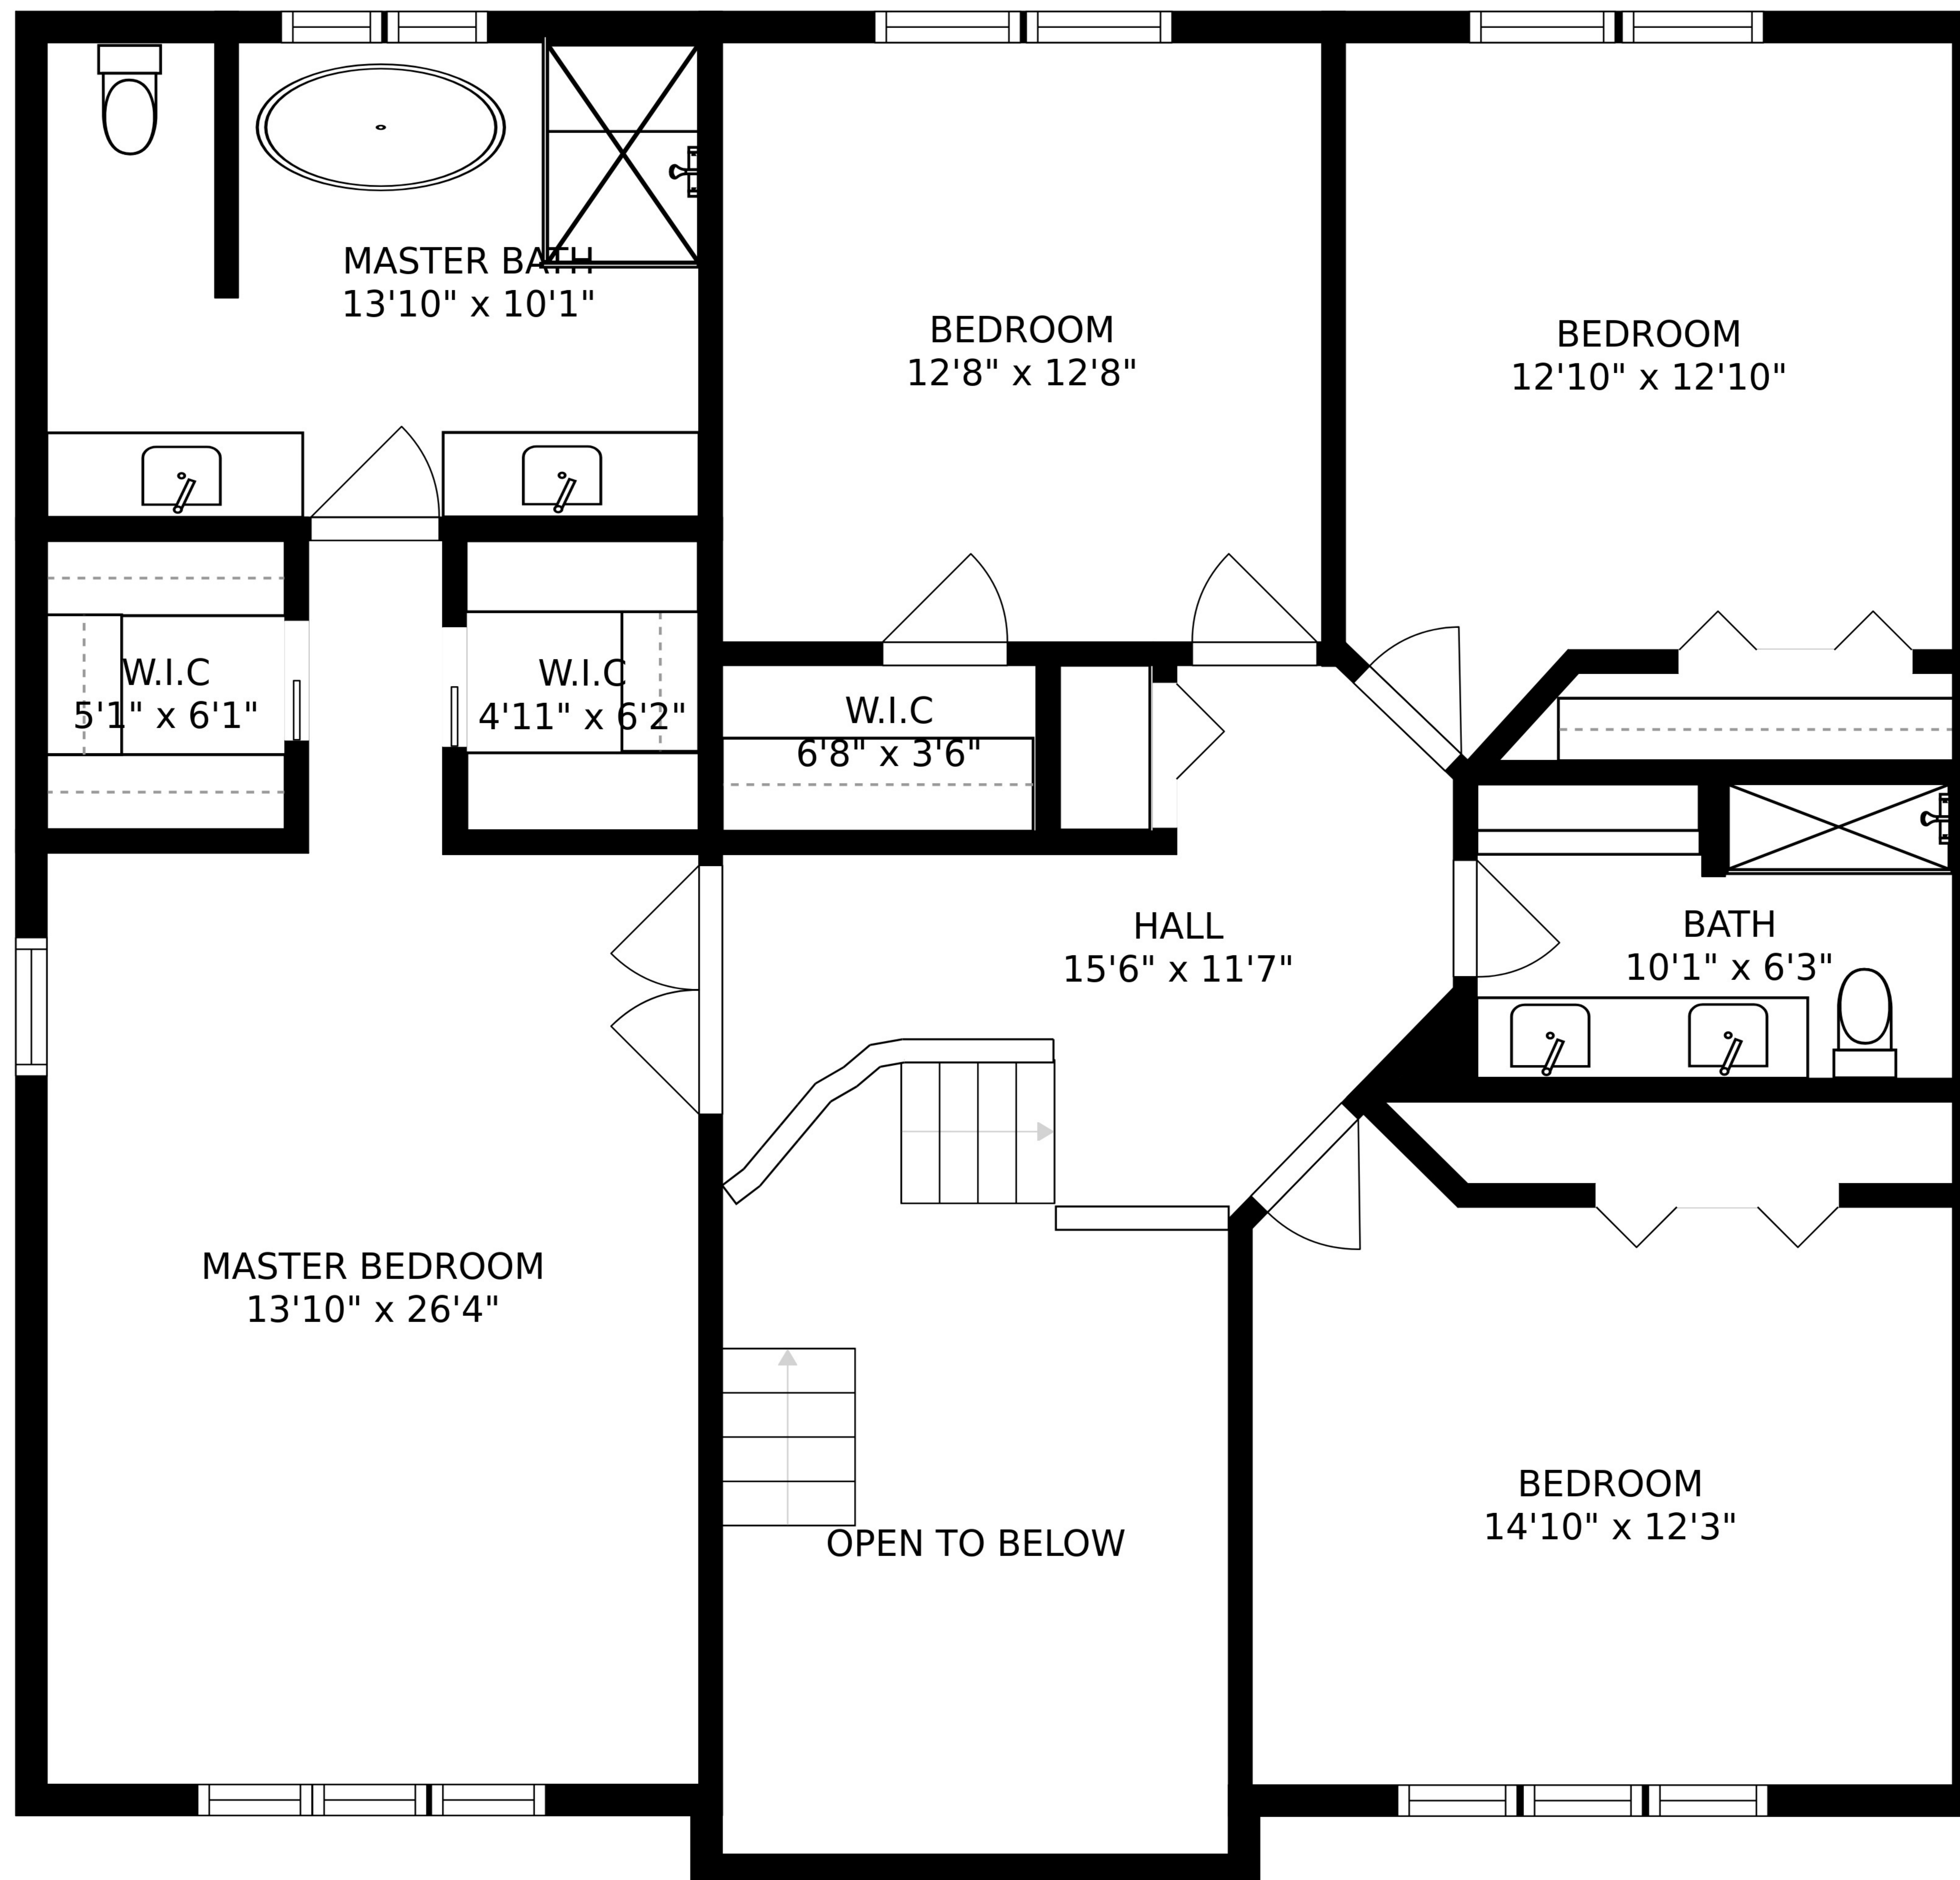 MASTER BATH
13'10" x 10'1"
BEDROOM
12'8" x 12'8"
BEDROOM
12'10" x 12'10"
W.I.C
5'1" x 6'1"
W.I.C
4'11" x 6'2"
W.I.C
6'8" x 3'6"
HALL
15'6" x 11'7"
BATH
10'1" x 6'3"
MASTER BEDROOM
13'10" x 26'4"
BEDROOM
14'10" x 12'3"
OPEN TO BELOW